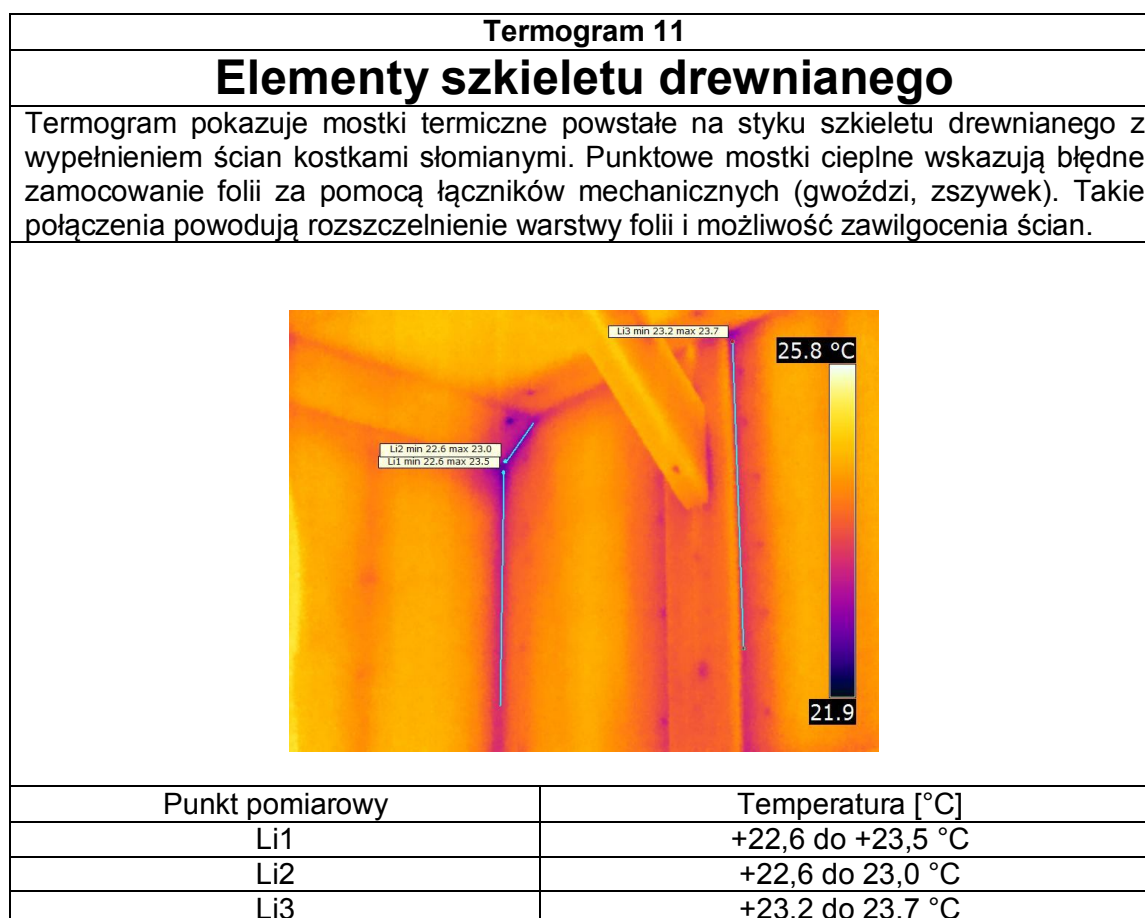 Termogram 11
Elementy szkieletu drewnianego
Termogram pokazuje mostki termiczne powstałe na styku szkieletu drewnianego z
wypełnieniem ścian kostkami słomianymi. Punktowe mostki cieplne wskazują błędne
zamocowanie folii za pomocą łączników mechanicznych (gwoździ, zszywek). Takie
połączenia powodują rozszczelnienie warstwy folii i możliwość zawilgocenia ścian.
Li3 min 23.2 max 23.7
25.8 °C
Li2 min 22.6 max 23.0
Li1 min 22.6 max 23.5
21.9
Punkt pomiarowy Temperatura [°C]
Li1 +22,6 do +23,5 °C
Li2 +22,6 do 23,0 °C
Li3 +23,2 do 23,7 °C